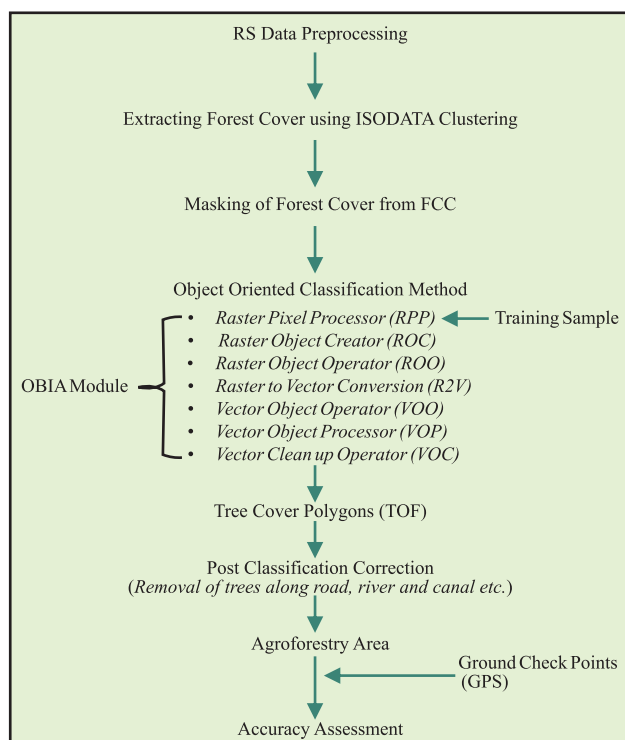 RS Data Preprocessing
Extracting Forest Cover using ISODATA Clustering
Masking of Forest Cover from FCC
Object Oriented Classification Method
• Raster Pixel Processor (RPP)
Training Sample
• Raster Object Creator (ROC)
• Raster Object Operator (ROO)
OBIA Module
• Raster to Vector Conversion (R2V)
• Vector Object Operator (VOO)
• Vector Object Processor (VOP)
• Vector Clean up Operator (VOC)
Tree Cover Polygons (TOF)
Post Classification Correction
(Removal of trees along road, river and canal etc.)
Agroforestry Area
Ground Check Points
(GPS)
Accuracy Assessment